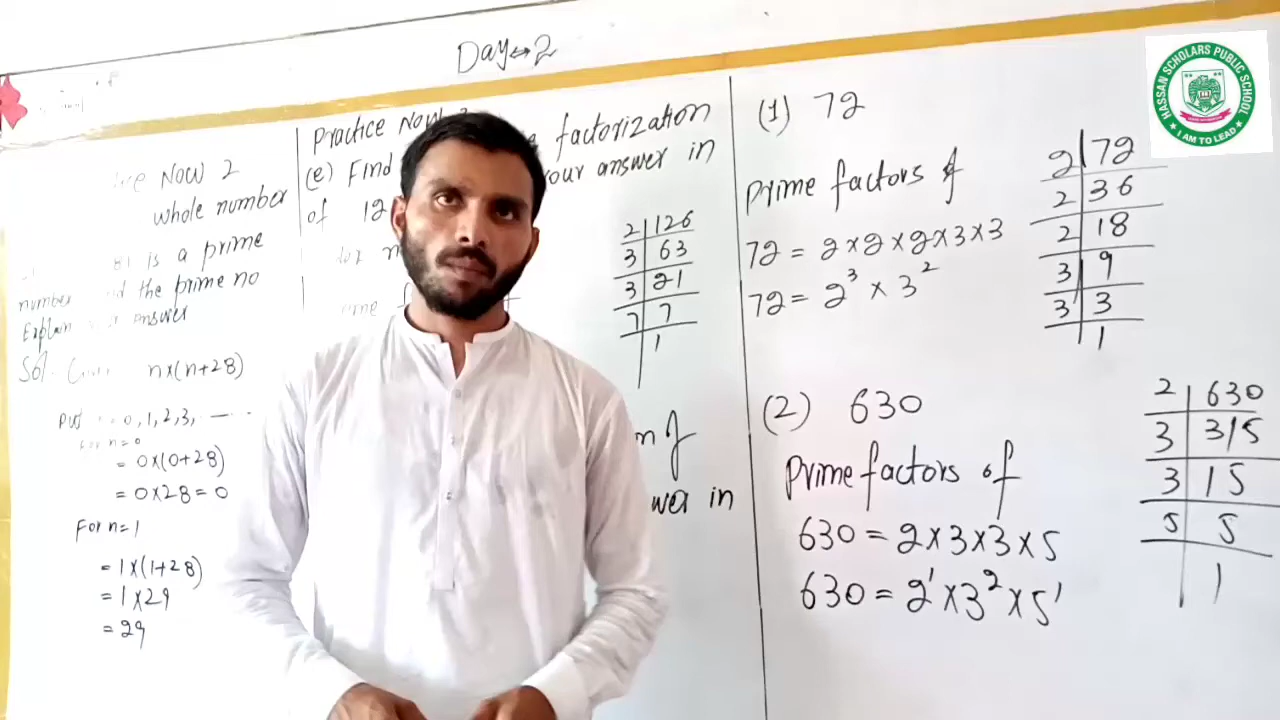 Day↔2
Now 2
whole number
is a prime
number the prime no
Explain answer
Sol. n×(n+28)
Put 0, 1, 2, 3, ......
For n=0
= 0×(0+28)
= 0×28 = 0
For n=1
= 1×(1+28)
= 1×29
= 29
Practice Now factorization
(e) Find your answer in
of
2|126
3|63
3|21
7|7
1
in
(1) 72
Prime factors of
72 = 2×2×2×3×3
72 = 2³ × 3²
2|72
2|36
2|18
3|9
3|3
1
(2) 630
Prime factors of
630 = 2×3×3×5
630 = 2¹×3²×5¹
2|630
3|315
3|15
5|5
1
HASSAN SCHOLARS PUBLIC SCHOOL
I AM TO LEAD